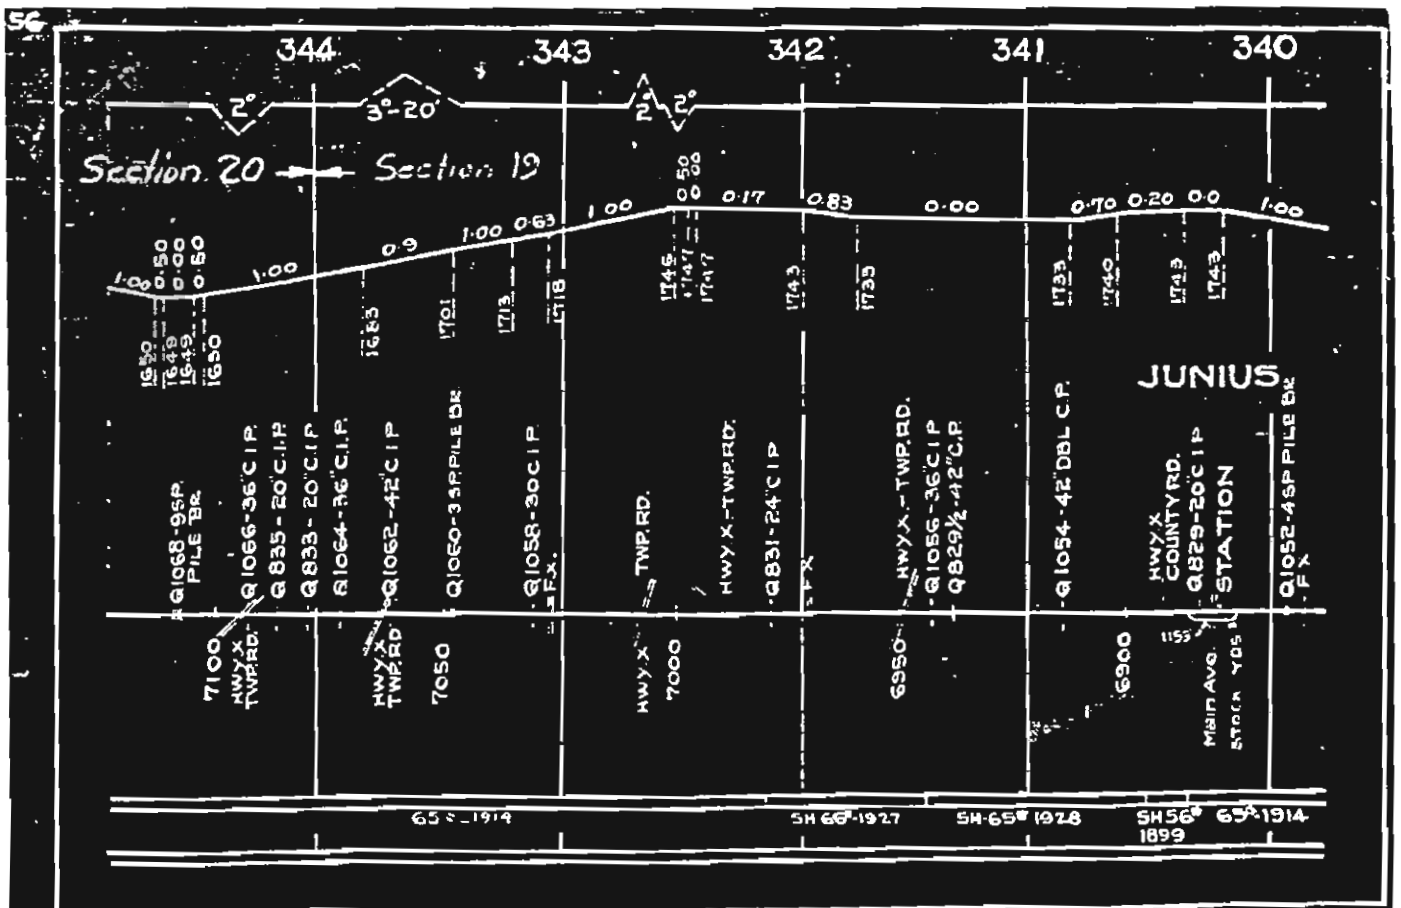 56
344 343 342 341 340
2° 3°-20' 2° 2°
Section 20 Section 19
1.00 0.50 0.00 0.50 1.00 0.9 1.00 0.63 1.00 0.50 0.00 0.17 0.83 0.00 0.70 0.20 0.0 1.00
1650 1649 1649 1650 1683 1701 1713 1718 1746 1747 1747 1743 1735 1733 1740 1743 1743
JUNIUS
Q1068-9SP.
PILE BR.
Q1066-36"C.I.P.
Q835-20"C.I.P.
Q833-20"C.I.P.
Q1064-36"C.I.P.
Q1062-42"C I P
Q1060-3SP.PILE BR.
Q1058-30C I P.
F.X.
TWP.RD.
HWY.X-TWP.RD.
Q831-24"C I P
HWY.X.-TWP.RD.
Q1056-36"C I P
Q829½-42"C.P.
Q1054-42"DBL C.P.
HWY.X
COUNTY RD.
Q829-20"C I P
STATION
Q1052-4SP PILE BR
F X
7100
HWY.X
TWP.RD.
HWY.X
TWP.RD
7050
HWY.X
7000
6950
6900
1155
Main Ave.
STOCK YDS
65 1914
SH 66#-1927
SH-65# 1928
SH 56#
1899
65#-1914